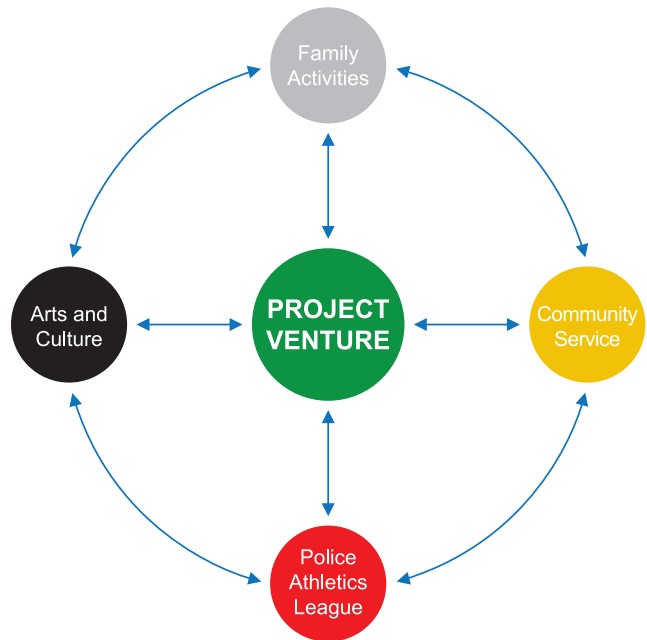 Family
Activities
Arts and
Culture
PROJECT
VENTURE
Community
Service
Police
Athletics
League